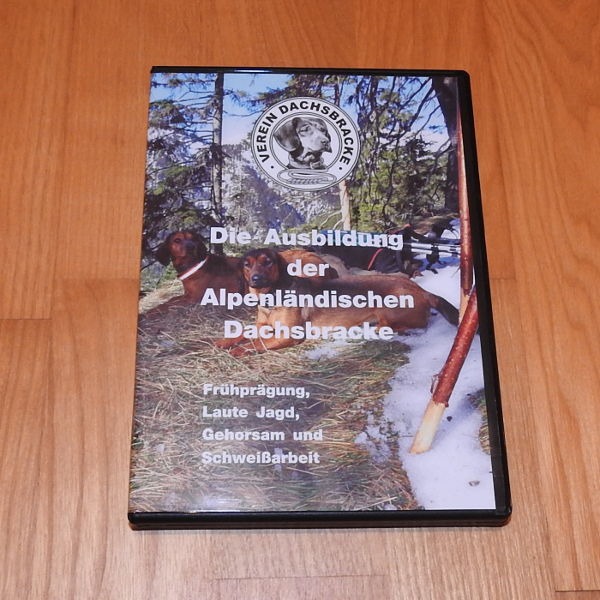 · VEREIN DACHSBRACKE ·
Die Ausbildung
der
Alpenländischen
Dachsbracke
Frühprägung,
Laute Jagd,
Gehorsam und
Schweißarbeit